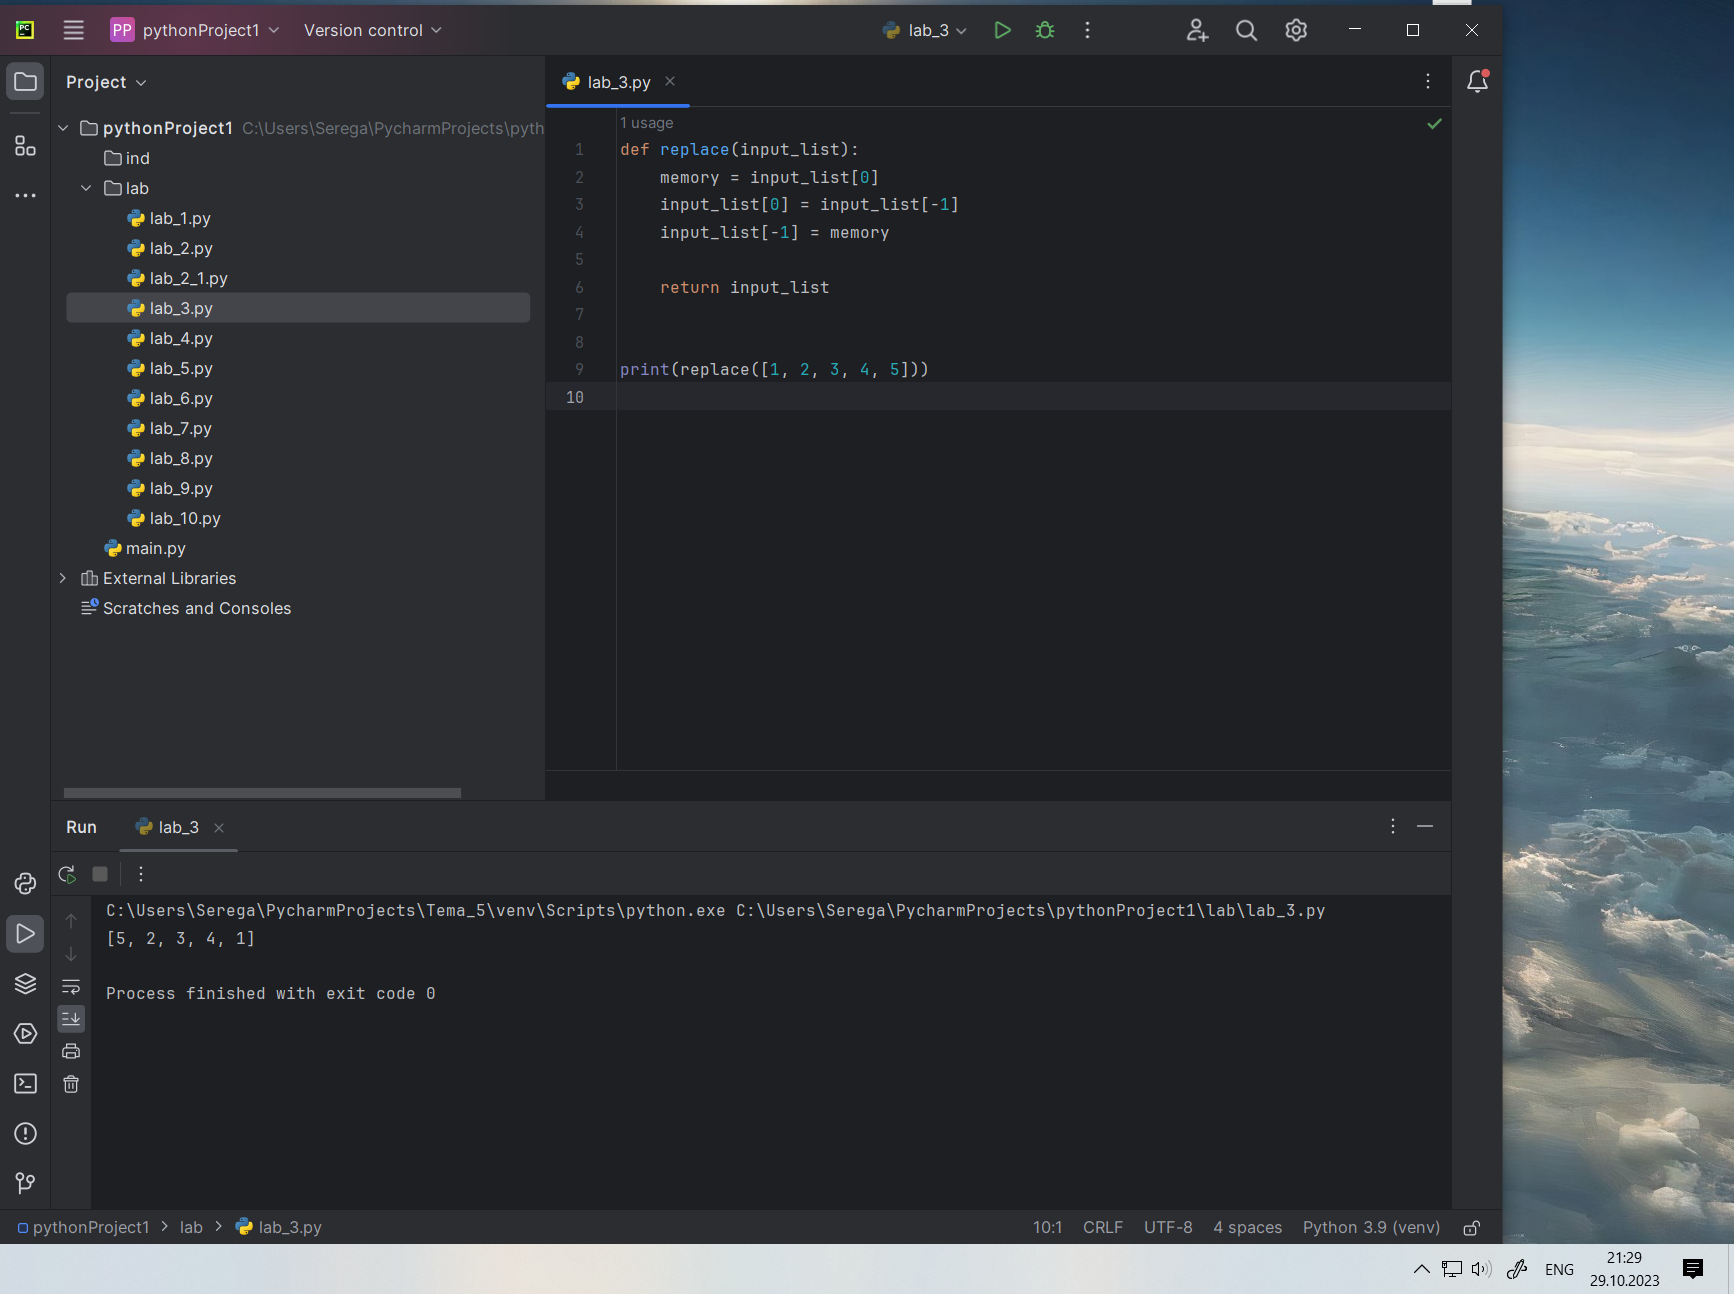 PC
PP pythonProject1 Version control lab_3
Project
lab_3.py
pythonProject1 C:\Users\Serega\PycharmProjects\pyth
ind
lab
lab_1.py
lab_2.py
lab_2_1.py
lab_3.py
lab_4.py
lab_5.py
lab_6.py
lab_7.py
lab_8.py
lab_9.py
lab_10.py
main.py
External Libraries
Scratches and Consoles
1 usage
1 def replace(input_list):
2     memory = input_list[0]
3     input_list[0] = input_list[-1]
4     input_list[-1] = memory
5
6     return input_list
7
8
9 print(replace([1, 2, 3, 4, 5]))
10
Run lab_3
C:\Users\Serega\PycharmProjects\Tema_5\venv\Scripts\python.exe C:\Users\Serega\PycharmProjects\pythonProject1\lab\lab_3.py
[5, 2, 3, 4, 1]
Process finished with exit code 0
pythonProject1 > lab > lab_3.py 10:1 CRLF UTF-8 4 spaces Python 3.9 (venv)
ENG
21:29
29.10.2023